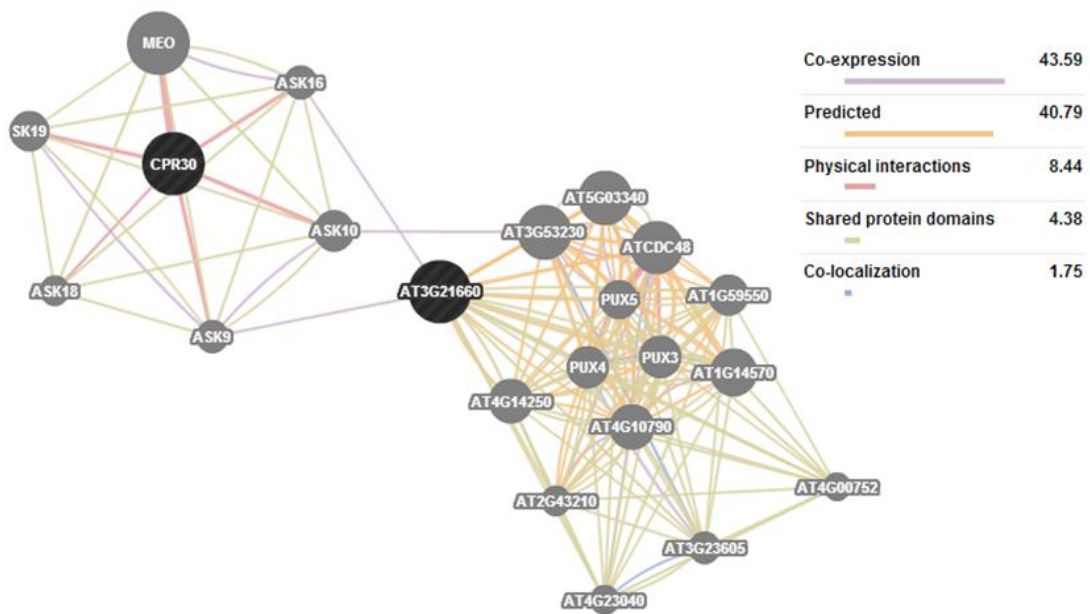 MEO
ASK16
SK19
CPR30
ASK10
ASK18
ASK9
AT3G21660
AT5G03340
AT3G53230
ATCDC48
PUX5
AT1G59550
PUX4
PUX3
AT1G14570
AT4G14250
AT4G10790
AT2G43210
AT4G00752
AT3G23605
AT4G23040
Co-expression 43.59
Predicted 40.79
Physical interactions 8.44
Shared protein domains 4.38
Co-localization 1.75